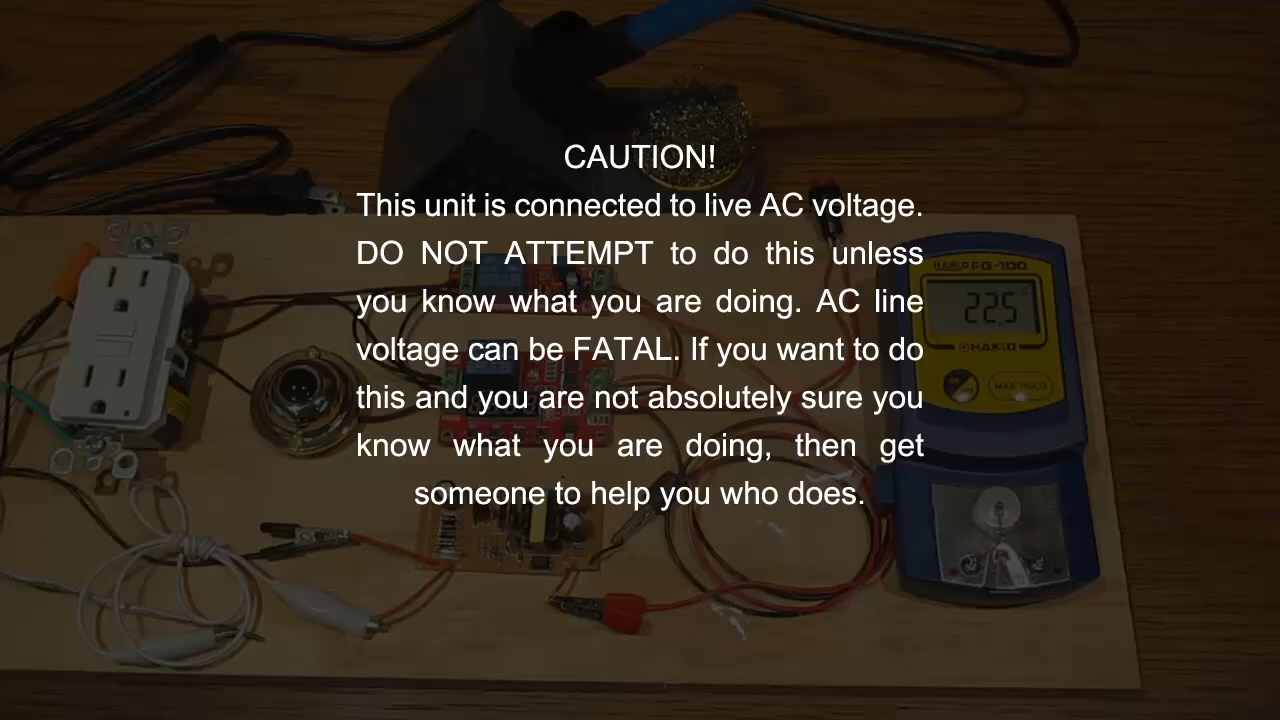 CAUTION!
This unit is connected to live AC voltage.
DO NOT ATTEMPT to do this unless
you know what you are doing. AC line
voltage can be FATAL. If you want to do
this and you are not absolutely sure you
know what you are doing, then get
someone to help you who does.
HAKKO FG-100
22.5
HAKKO
MAX HOLD